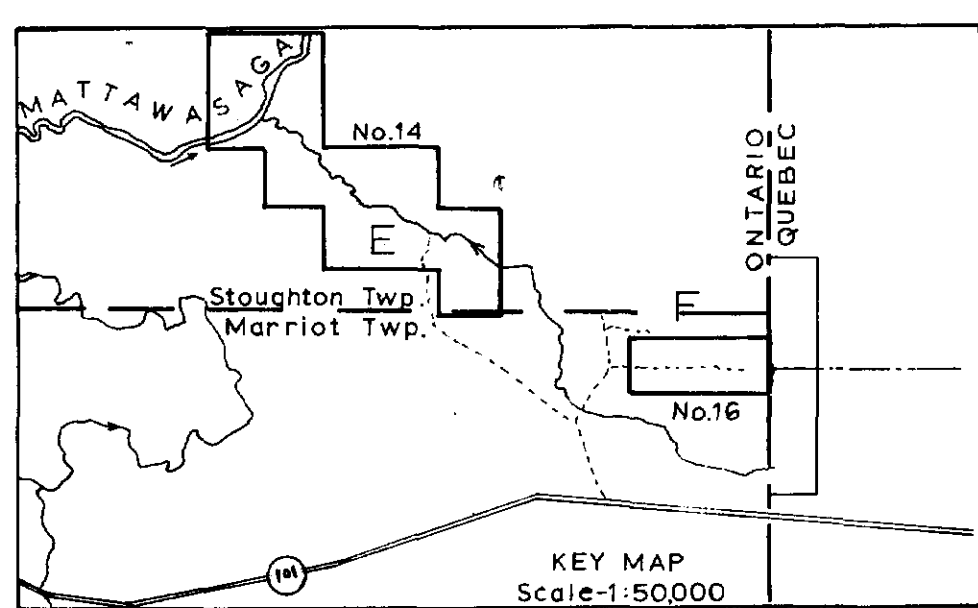 MATTAWASAGA
No.14
ONTARIO
QUEBEC
E
Stoughton Twp.
Marriot Twp.
F
No.16
101
KEY MAP
Scale-1:50,000